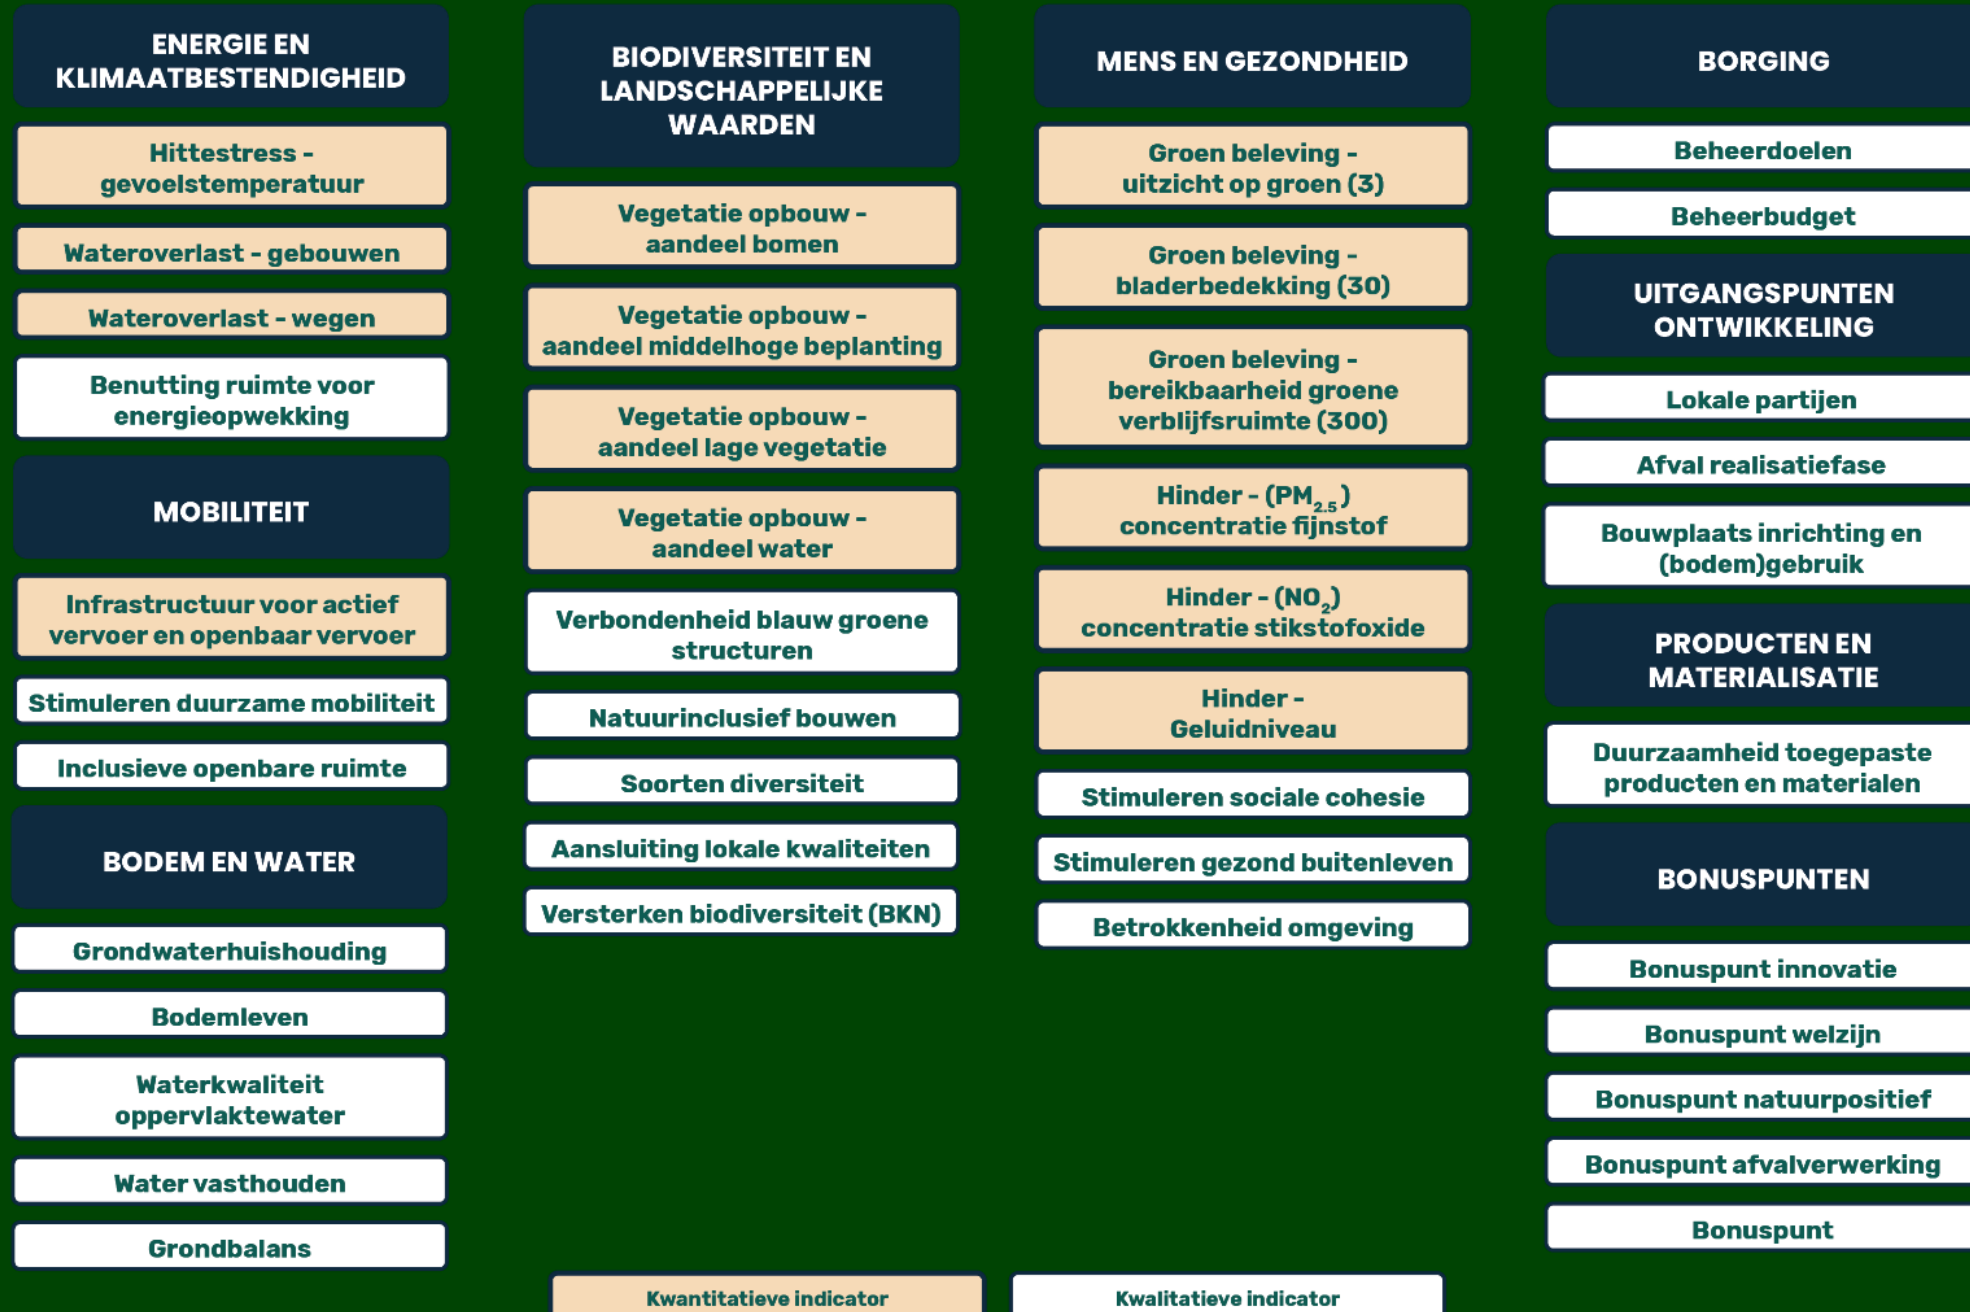 ENERGIE EN
KLIMAATBESTENDIGHEID
Hittestress -
gevoelstemperatuur
Wateroverlast - gebouwen
Wateroverlast - wegen
Benutting ruimte voor
energieopwekking
MOBILITEIT
Infrastructuur voor actief
vervoer en openbaar vervoer
Stimuleren duurzame mobiliteit
Inclusieve openbare ruimte
BODEM EN WATER
Grondwaterhuishouding
Bodemleven
Waterkwaliteit
oppervlaktewater
Water vasthouden
Grondbalans
BIODIVERSITEIT EN
LANDSCHAPPELIJKE
WAARDEN
Vegetatie opbouw -
aandeel bomen
Vegetatie opbouw -
aandeel middelhoge beplanting
Vegetatie opbouw -
aandeel lage vegetatie
Vegetatie opbouw -
aandeel water
Verbondenheid blauw groene
structuren
Natuurinclusief bouwen
Soorten diversiteit
Aansluiting lokale kwaliteiten
Versterken biodiversiteit (BKN)
MENS EN GEZONDHEID
Groen beleving -
uitzicht op groen (3)
Groen beleving -
bladerbedekking (30)
Groen beleving -
bereikbaarheid groene
verblijfsruimte (300)
Hinder - (PM2.5)
concentratie fijnstof
Hinder - (NO2)
concentratie stikstofoxide
Hinder -
Geluidniveau
Stimuleren sociale cohesie
Stimuleren gezond buitenleven
Betrokkenheid omgeving
BORGING
Beheerdoelen
Beheerbudget
UITGANGSPUNTEN
ONTWIKKELING
Lokale partijen
Afval realisatiefase
Bouwplaats inrichting en
(bodem)gebruik
PRODUCTEN EN
MATERIALISATIE
Duurzaamheid toegepaste
producten en materialen
BONUSPUNTEN
Bonuspunt innovatie
Bonuspunt welzijn
Bonuspunt natuurpositief
Bonuspunt afvalverwerking
Bonuspunt
Kwantitatieve indicator
Kwalitatieve indicator